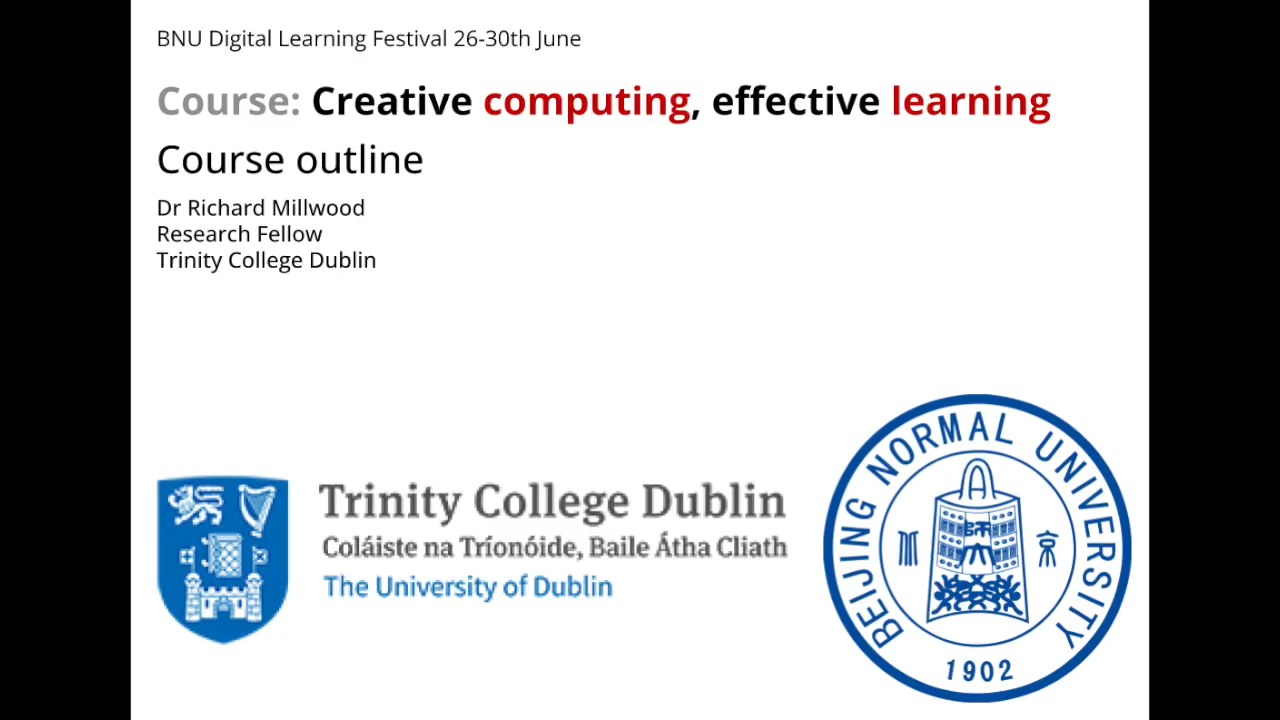 BNU Digital Learning Festival 26-30th June
Course: Creative computing, effective learning
Course outline
Dr Richard Millwood
Research Fellow
Trinity College Dublin
Trinity College Dublin
Coláiste na Tríonóide, Baile Átha Cliath
The University of Dublin
BEIJING NORMAL UNIVERSITY
1902